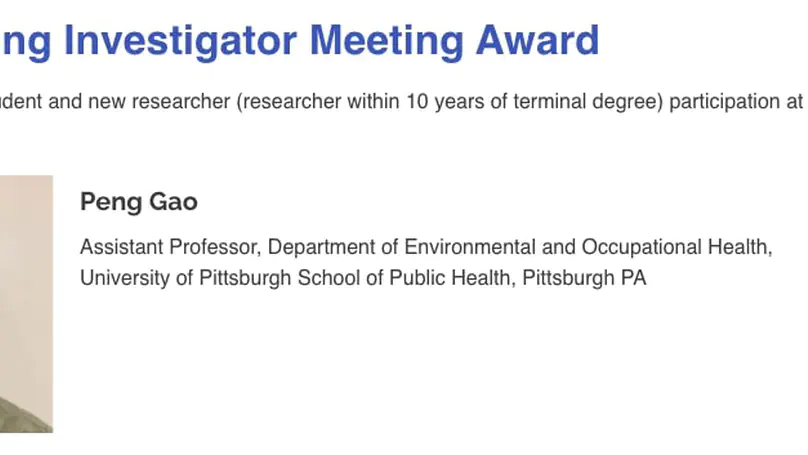 ng Investigator Meeting Award
dent and new researcher (researcher within 10 years of terminal degree) participation at
Peng Gao
Assistant Professor, Department of Environmental and Occupational Health,
University of Pittsburgh School of Public Health, Pittsburgh PA